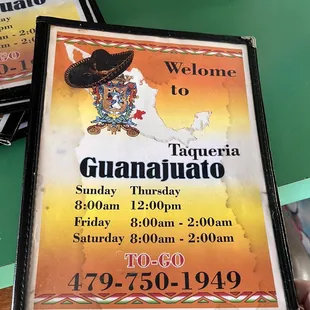 Welome
to
Taqueria
Guanajuato
Sunday Thursday
8:00am 12:00pm
Friday 8:00am - 2:00am
Saturday 8:00am - 2:00am
TO-GO
479-750-1949